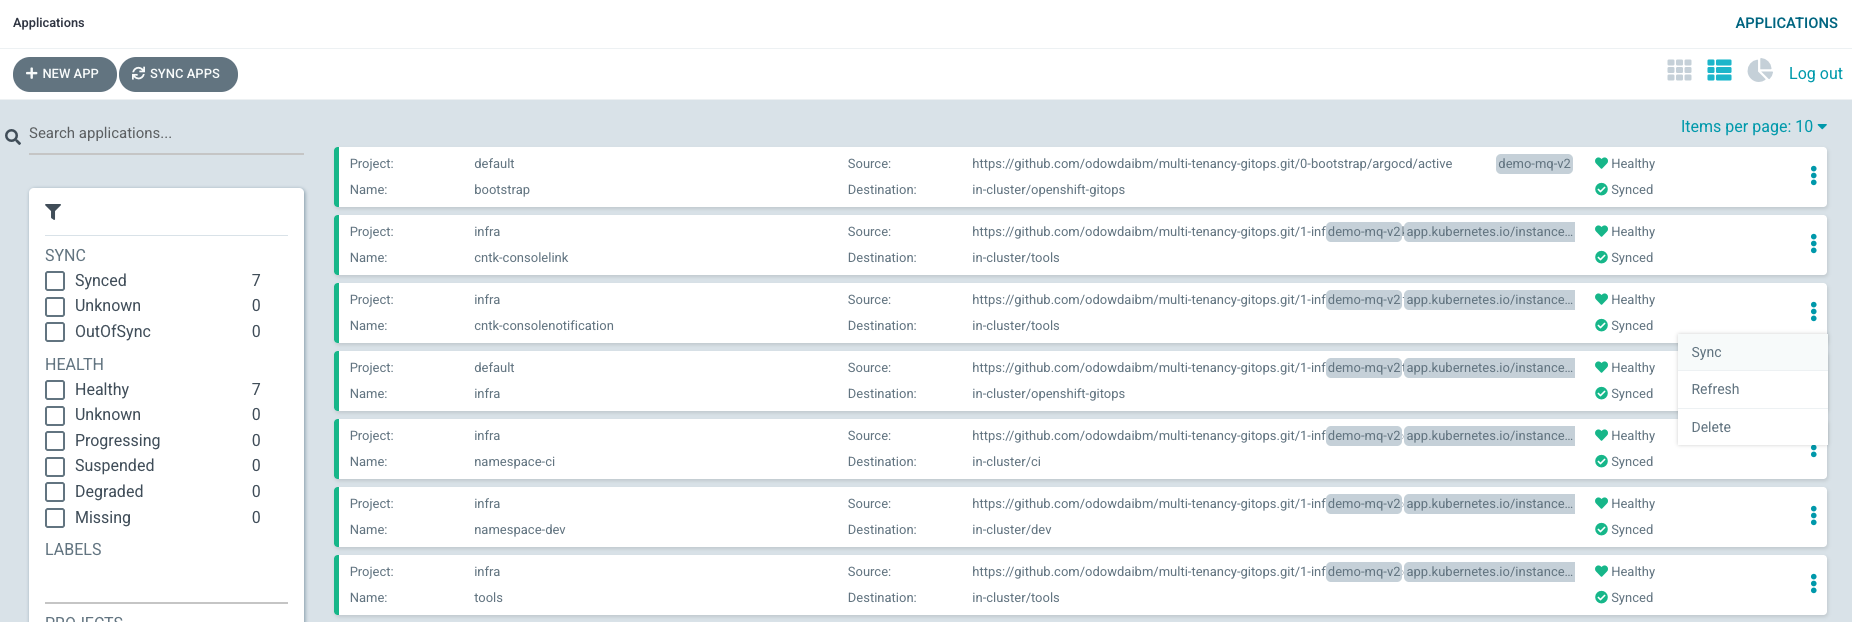 Applications
APPLICATIONS
NEW APP
SYNC APPS
Log out
Search applications...
Items per page: 10
SYNC
Synced 7
Unknown 0
OutOfSync 0
HEALTH
Healthy 7
Unknown 0
Progressing 0
Suspended 0
Degraded 0
Missing 0
LABELS
PROJECTS
Project: default Source: https://github.com/odowdaibm/multi-tenancy-gitops.git/0-bootstrap/argocd/active demo-mq-v2 Healthy
Name: bootstrap Destination: in-cluster/openshift-gitops Synced
Project: infra Source: https://github.com/odowdaibm/multi-tenancy-gitops.git/1-inf demo-mq-v2 app.kubernetes.io/instance... Healthy
Name: cntk-consolelink Destination: in-cluster/tools Synced
Project: infra Source: https://github.com/odowdaibm/multi-tenancy-gitops.git/1-inf demo-mq-v2 app.kubernetes.io/instance... Healthy
Name: cntk-consolenotification Destination: in-cluster/tools Synced
Project: default Source: https://github.com/odowdaibm/multi-tenancy-gitops.git/1-inf demo-mq-v2 app.kubernetes.io/instance... Healthy
Name: infra Destination: in-cluster/openshift-gitops Synced
Project: infra Source: https://github.com/odowdaibm/multi-tenancy-gitops.git/1-inf demo-mq-v2 app.kubernetes.io/instance... Healthy
Name: namespace-ci Destination: in-cluster/ci Synced
Project: infra Source: https://github.com/odowdaibm/multi-tenancy-gitops.git/1-inf demo-mq-v2 app.kubernetes.io/instance... Healthy
Name: namespace-dev Destination: in-cluster/dev Synced
Project: infra Source: https://github.com/odowdaibm/multi-tenancy-gitops.git/1-inf demo-mq-v2 app.kubernetes.io/instance... Healthy
Name: tools Destination: in-cluster/tools Synced
Sync
Refresh
Delete